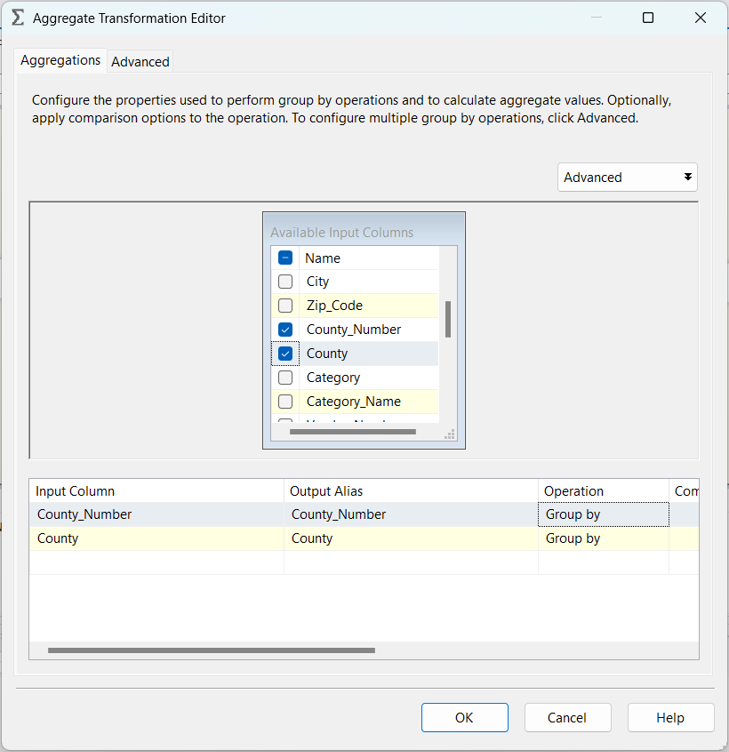 Aggregate Transformation Editor
Aggregations Advanced
Configure the properties used to perform group by operations and to calculate aggregate values. Optionally,
apply comparison options to the operation. To configure multiple group by operations, click Advanced.
Advanced
Available Input Columns
Name
City
Zip_Code
County_Number
County
Category
Category_Name
Input Column Output Alias Operation Com
County_Number County_Number Group by
County County Group by
OK Cancel Help